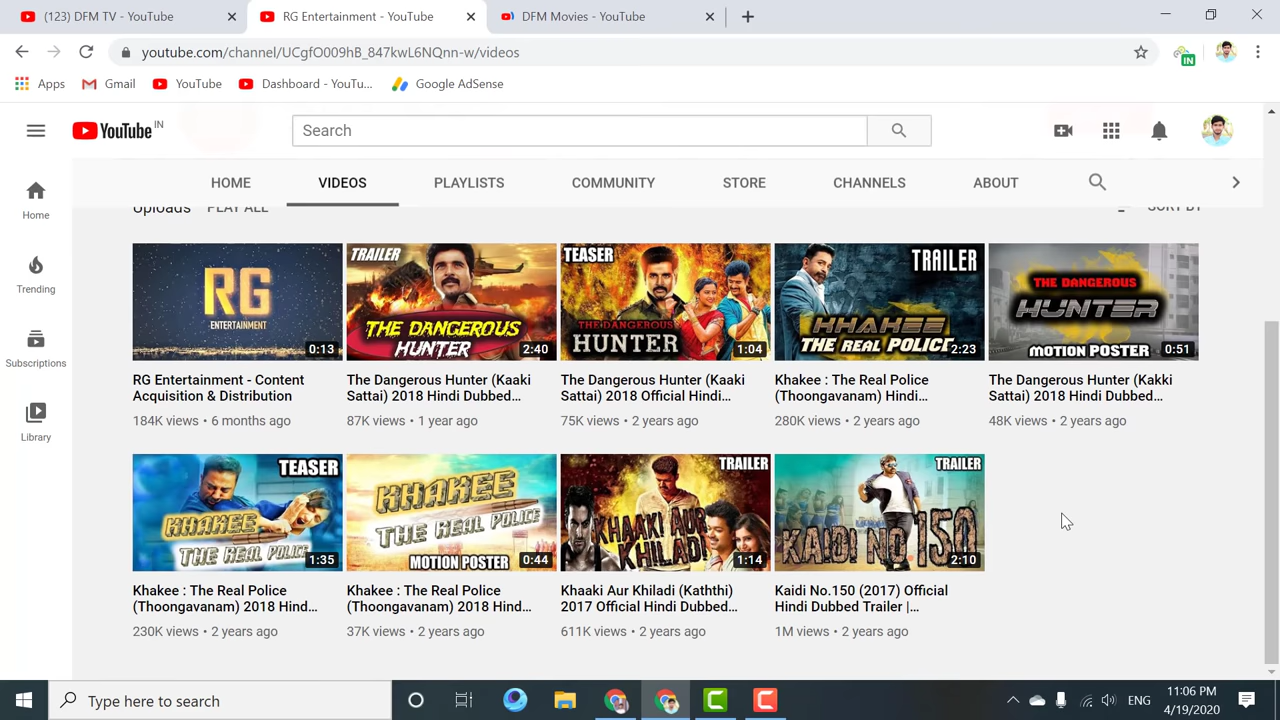 (123) DFM TV - YouTube
RG Entertainment - YouTube
DFM Movies - YouTube
youtube.com/channel/UCgfO009hB_847kwL6NQnn-w/videos
IN
Apps
Gmail
YouTube
Dashboard - YouTu...
Google AdSense
YouTube IN
Search
HOME
VIDEOS
PLAYLISTS
COMMUNITY
STORE
CHANNELS
ABOUT
Home
Trending
Subscriptions
Library
Uploads
PLAY ALL
SORT BY
RG
ENTERTAINMENT
0:13
TRAILER
THE DANGEROUS
HUNTER
2:40
TEASER
THE DANGEROUS
HUNTER
1:04
TRAILER
KHAKEE
THE REAL POLICE
2:23
THE DANGEROUS
HUNTER
MOTION POSTER
0:51
RG Entertainment - Content
Acquisition & Distribution
184K views • 6 months ago
The Dangerous Hunter (Kaaki
Sattai) 2018 Hindi Dubbed...
87K views • 1 year ago
The Dangerous Hunter (Kaaki
Sattai) 2018 Official Hindi...
75K views • 2 years ago
Khakee : The Real Police
(Thoongavanam) Hindi...
280K views • 2 years ago
The Dangerous Hunter (Kakki
Sattai) 2018 Hindi Dubbed...
48K views • 2 years ago
TEASER
KHAKEE
THE REAL POLICE
1:35
KHAKEE
THE REAL POLICE
MOTION POSTER
0:44
TRAILER
KHAAKI AUR
KHILADI
1:14
TRAILER
KAIDI NO.150
2:10
Khakee : The Real Police
(Thoongavanam) 2018 Hind...
230K views • 2 years ago
Khakee : The Real Police
(Thoongavanam) 2018 Hind...
37K views • 2 years ago
Khaaki Aur Khiladi (Kaththi)
2017 Official Hindi Dubbed...
611K views • 2 years ago
Kaidi No.150 (2017) Official
Hindi Dubbed Trailer |...
1M views • 2 years ago
Type here to search
ENG
11:06 PM
4/19/2020